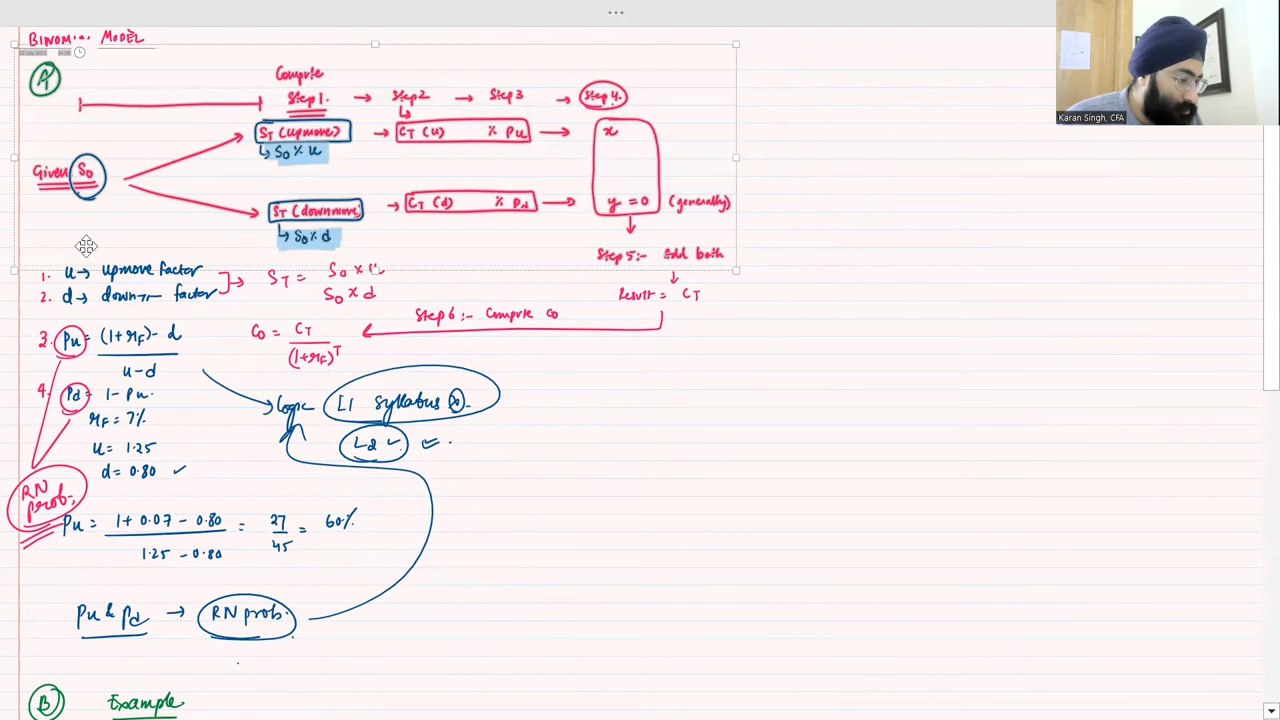 BINOMIAL MODEL
A
Compute
Step 1. → Step 2 → Step 3 → Step 4.
ST (upmove) → CT (u) × Pu → x
↳ S0 × u
Given S0
ST (downmove) → CT (d) × Pd → y = 0 (generally)
↳ S0 × d
Step 5:- Add both
Result = CT
1. u → upmove factor
2. d → down factor
ST = S0 × u
S0 × d
Step 6:- Compute C0
C0 = CT / (1+rF)^T
3. Pu = (1+rF) - d / u-d
4. Pd = 1 - Pu.
rF = 7%
u = 1.25
d = 0.80 ✓
Logic L1 Syllabus
L2 ✓
RN prob.
Pu = 1 + 0.07 - 0.80 / 1.25 - 0.80 = 27/45 = 60%
Pu & Pd → RN prob.
B Example
Karan Singh, CFA